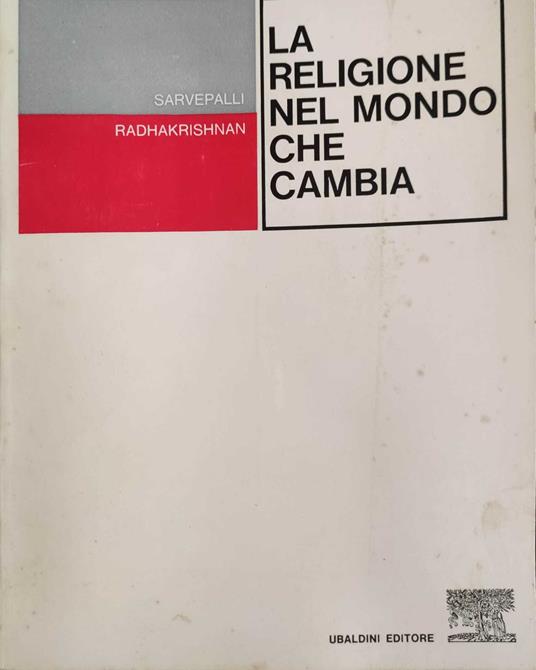 SARVEPALLI
RADHAKRISHNAN
LA
RELIGIONE
NEL MONDO
CHE
CAMBIA
UBALDINI EDITORE